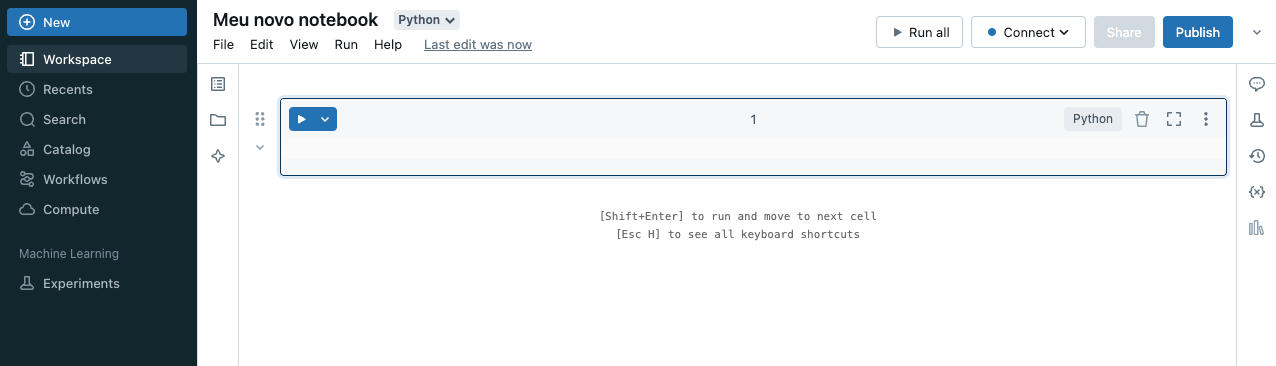 New
Workspace
Recents
Search
Catalog
Workflows
Compute
Machine Learning
Experiments
Meu novo notebook Python
File Edit View Run Help Last edit was now
Run all Connect Share Publish
1 Python
[Shift+Enter] to run and move to next cell
[Esc H] to see all keyboard shortcuts
{x}